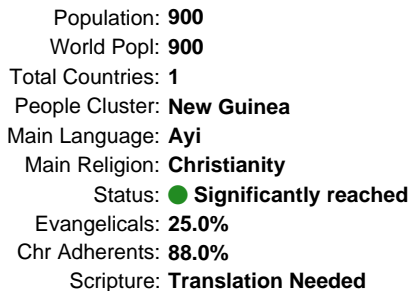 Population: 900
World Popl: 900
Total Countries: 1
People Cluster: New Guinea
Main Language: Ayi
Main Religion: Christianity
Status: Significantly reached
Evangelicals: 25.0%
Chr Adherents: 88.0%
Scripture: Translation Needed